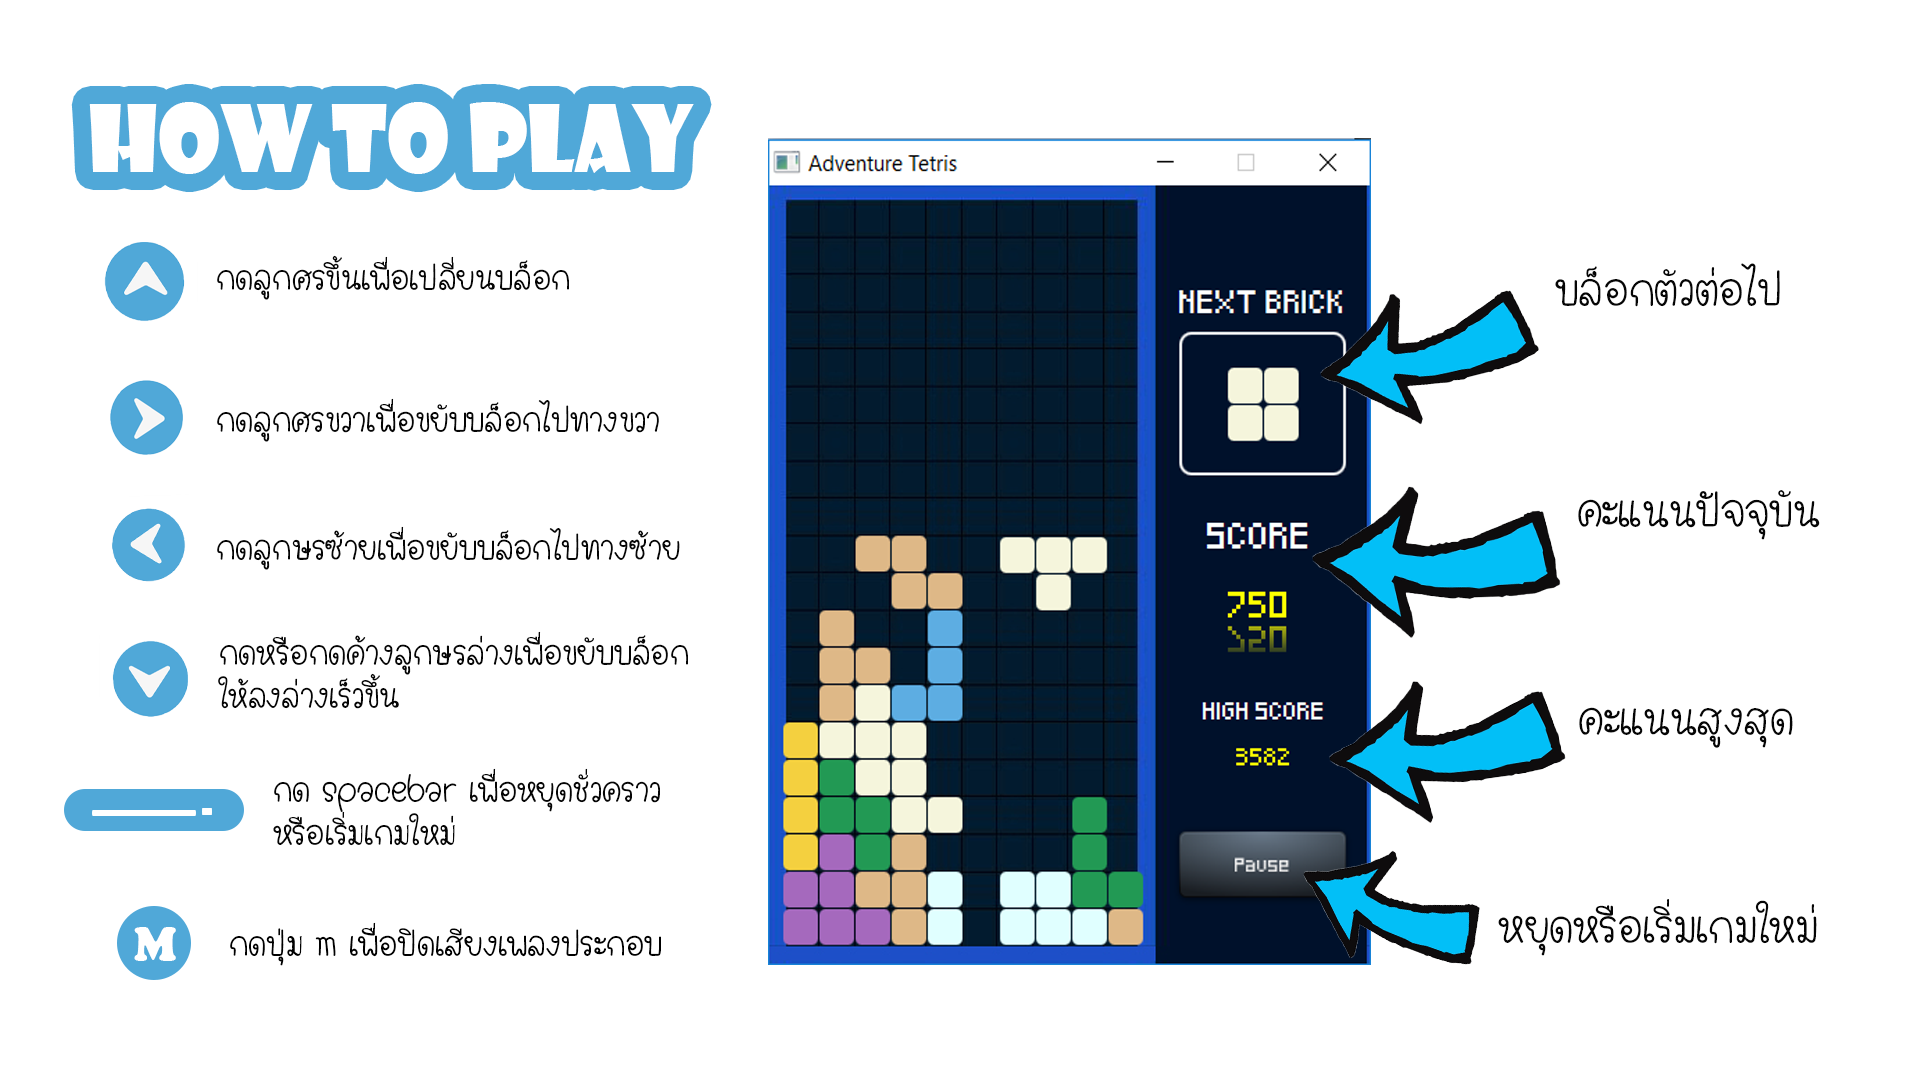 HOW TO PLAY
กดลูกศรขึ้นเพื่อเปลี่ยนบล็อก
กดลูกศรขวาเพื่อขยับบล็อกไปทางขวา
กดลูกษรซ้ายเพื่อขยับบล็อกไปทางซ้าย
กดหรือกดค้างลูกษรล่างเพื่อขยับบล็อก
ให้ลงล่างเร็วขึ้น
กด spacebar เพื่อหยุดชั่วคราว
หรือเริ่มเกมใหม่
M
กดปุ่ม m เพื่อปิดเสียงเพลงประกอบ
Adventure Tetris
NEXT BRICK
SCORE
750
HIGH SCORE
3582
Pause
บล็อกตัวต่อไป
คะแนนปัจจุบัน
คะแนนสูงสุด
หยุดหรือเริ่มเกมใหม่